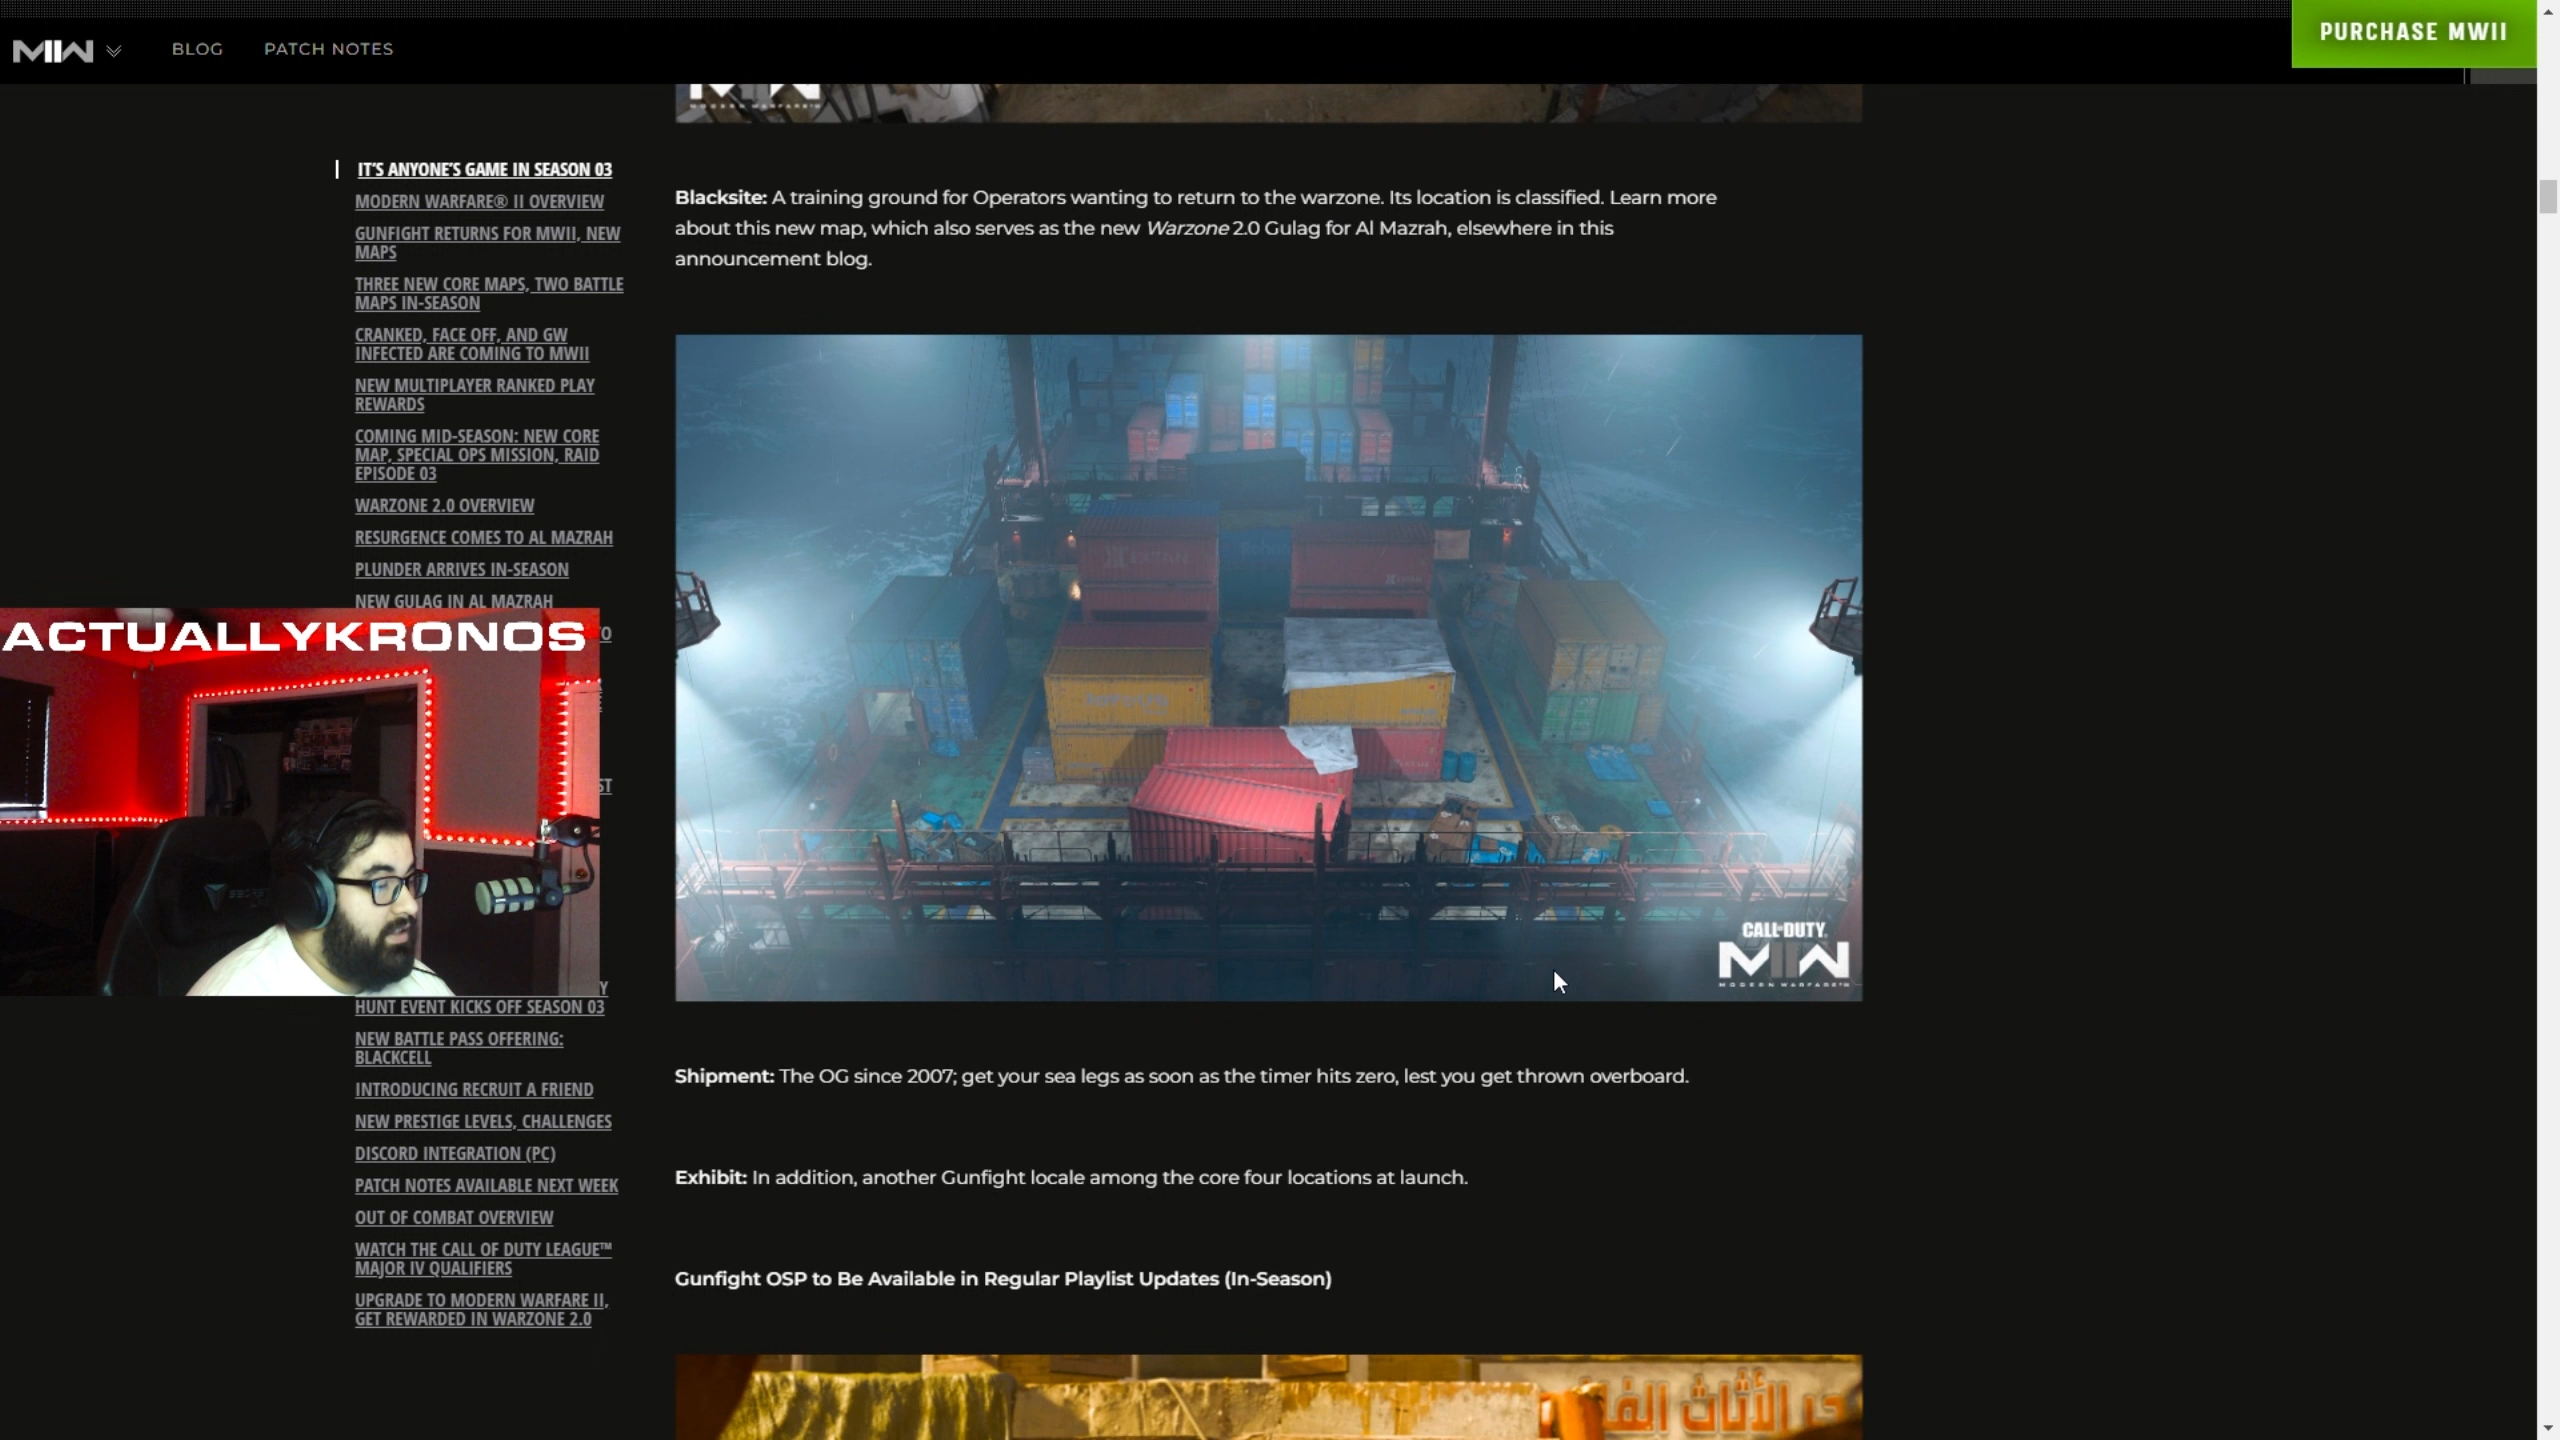 MWII
BLOG
PATCH NOTES
PURCHASE MWII
MODERN WARFARE II
IT'S ANYONE'S GAME IN SEASON 03
MODERN WARFARE® II OVERVIEW
GUNFIGHT RETURNS FOR MWII, NEW
MAPS
THREE NEW CORE MAPS, TWO BATTLE
MAPS IN-SEASON
CRANKED, FACE OFF, AND GW
INFECTED ARE COMING TO MWII
NEW MULTIPLAYER RANKED PLAY
REWARDS
COMING MID-SEASON: NEW CORE
MAP, SPECIAL OPS MISSION, RAID
EPISODE 03
WARZONE 2.0 OVERVIEW
RESURGENCE COMES TO AL MAZRAH
PLUNDER ARRIVES IN-SEASON
NEW GULAG IN AL MAZRAH
ACTUALLYKRONOS
HUNT EVENT KICKS OFF SEASON 03
NEW BATTLE PASS OFFERING:
BLACKCELL
INTRODUCING RECRUIT A FRIEND
NEW PRESTIGE LEVELS, CHALLENGES
DISCORD INTEGRATION (PC)
PATCH NOTES AVAILABLE NEXT WEEK
OUT OF COMBAT OVERVIEW
WATCH THE CALL OF DUTY LEAGUE™
MAJOR IV QUALIFIERS
UPGRADE TO MODERN WARFARE II,
GET REWARDED IN WARZONE 2.0
Blacksite: A training ground for Operators wanting to return to the warzone. Its location is classified. Learn more
about this new map, which also serves as the new Warzone 2.0 Gulag for Al Mazrah, elsewhere in this
announcement blog.
CALL OF DUTY
MWII
MODERN WARFARE II
Shipment: The OG since 2007; get your sea legs as soon as the timer hits zero, lest you get thrown overboard.
Exhibit: In addition, another Gunfight locale among the core four locations at launch.
Gunfight OSP to Be Available in Regular Playlist Updates (In-Season)